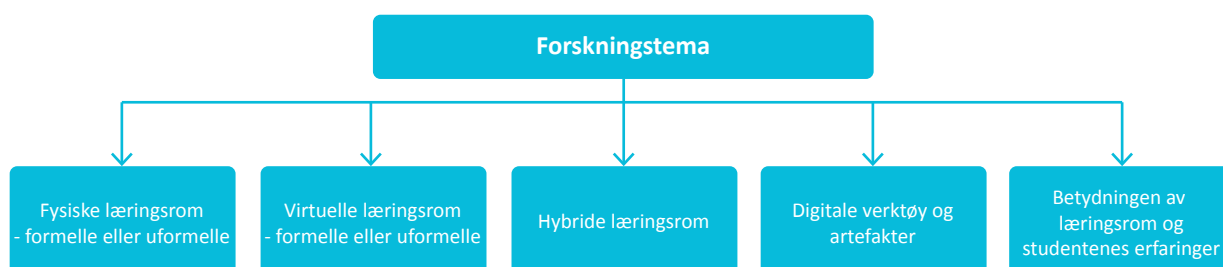 Forskningstema
Fysiske læringsrom
- formelle eller uformelle
Virtuelle læringsrom
- formelle eller uformelle
Hybride læringsrom
Digitale verktøy og
artefakter
Betydningen av
læringsrom og
studentenes erfaringer